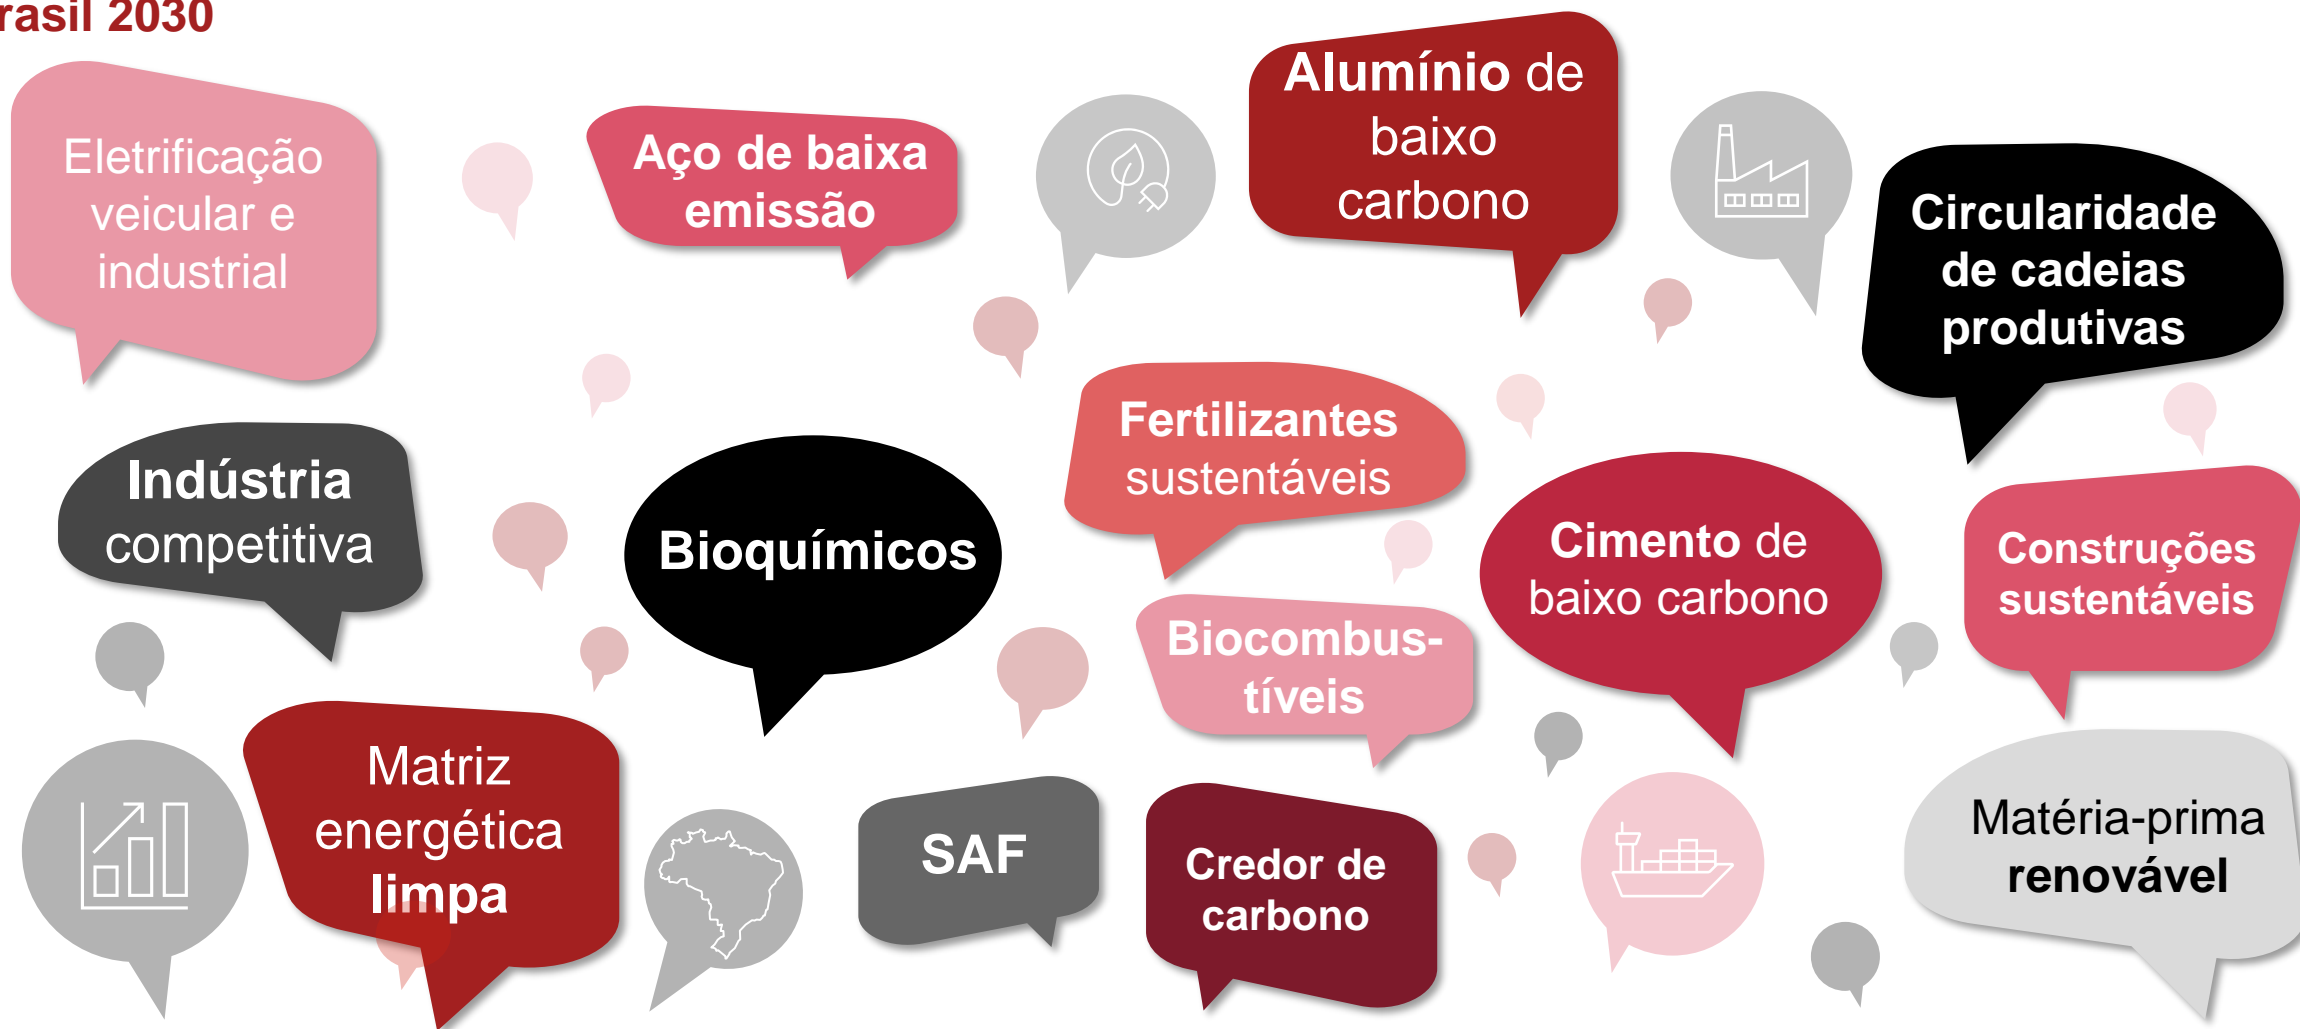 rasil 2030
Eletrificação
veicular e
industrial
Aço de baixa
emissão
Alumínio de
baixo
carbono
Circularidade
de cadeias
produtivas
Indústria
competitiva
Bioquímicos
Fertilizantes
sustentáveis
Cimento de
baixo carbono
Construções
sustentáveis
Biocombus-
tíveis
Matriz
energética
limpa
SAF
Credor de
carbono
Matéria-prima
renovável